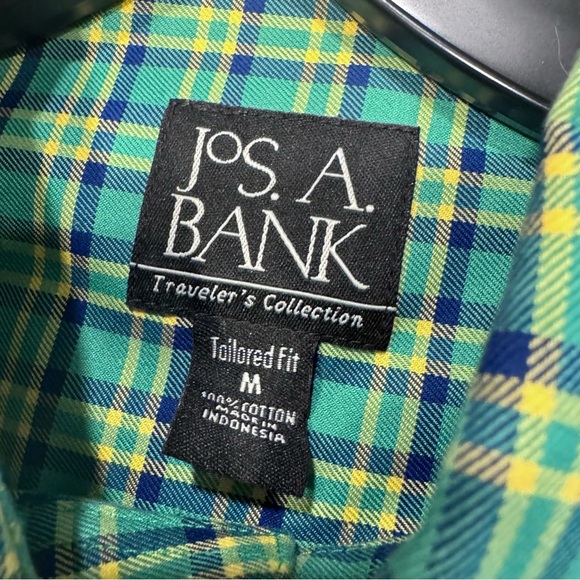 JoS. A.
BANK
Traveler's Collection
Tailored Fit
M
100% COTTON
MADE IN
INDONESIA